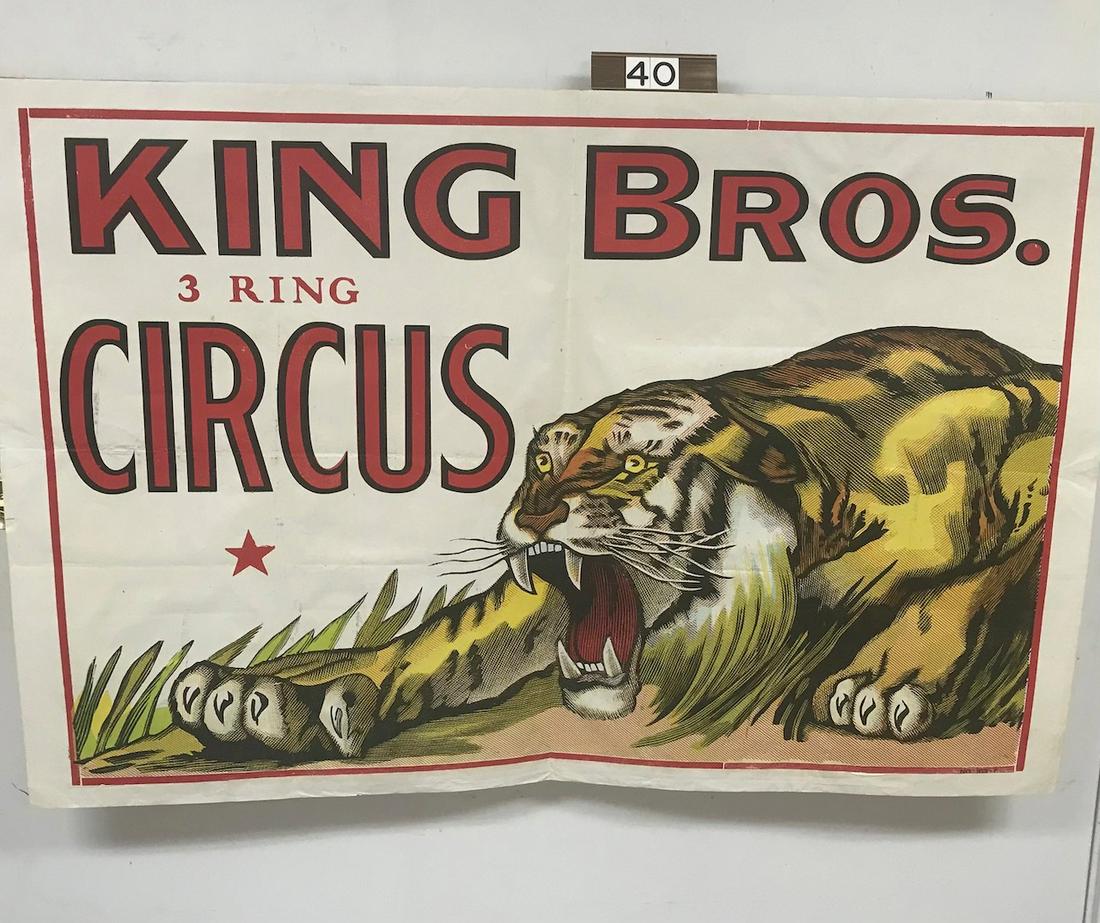 40
KING BROS.
3 RING
CIRCUS